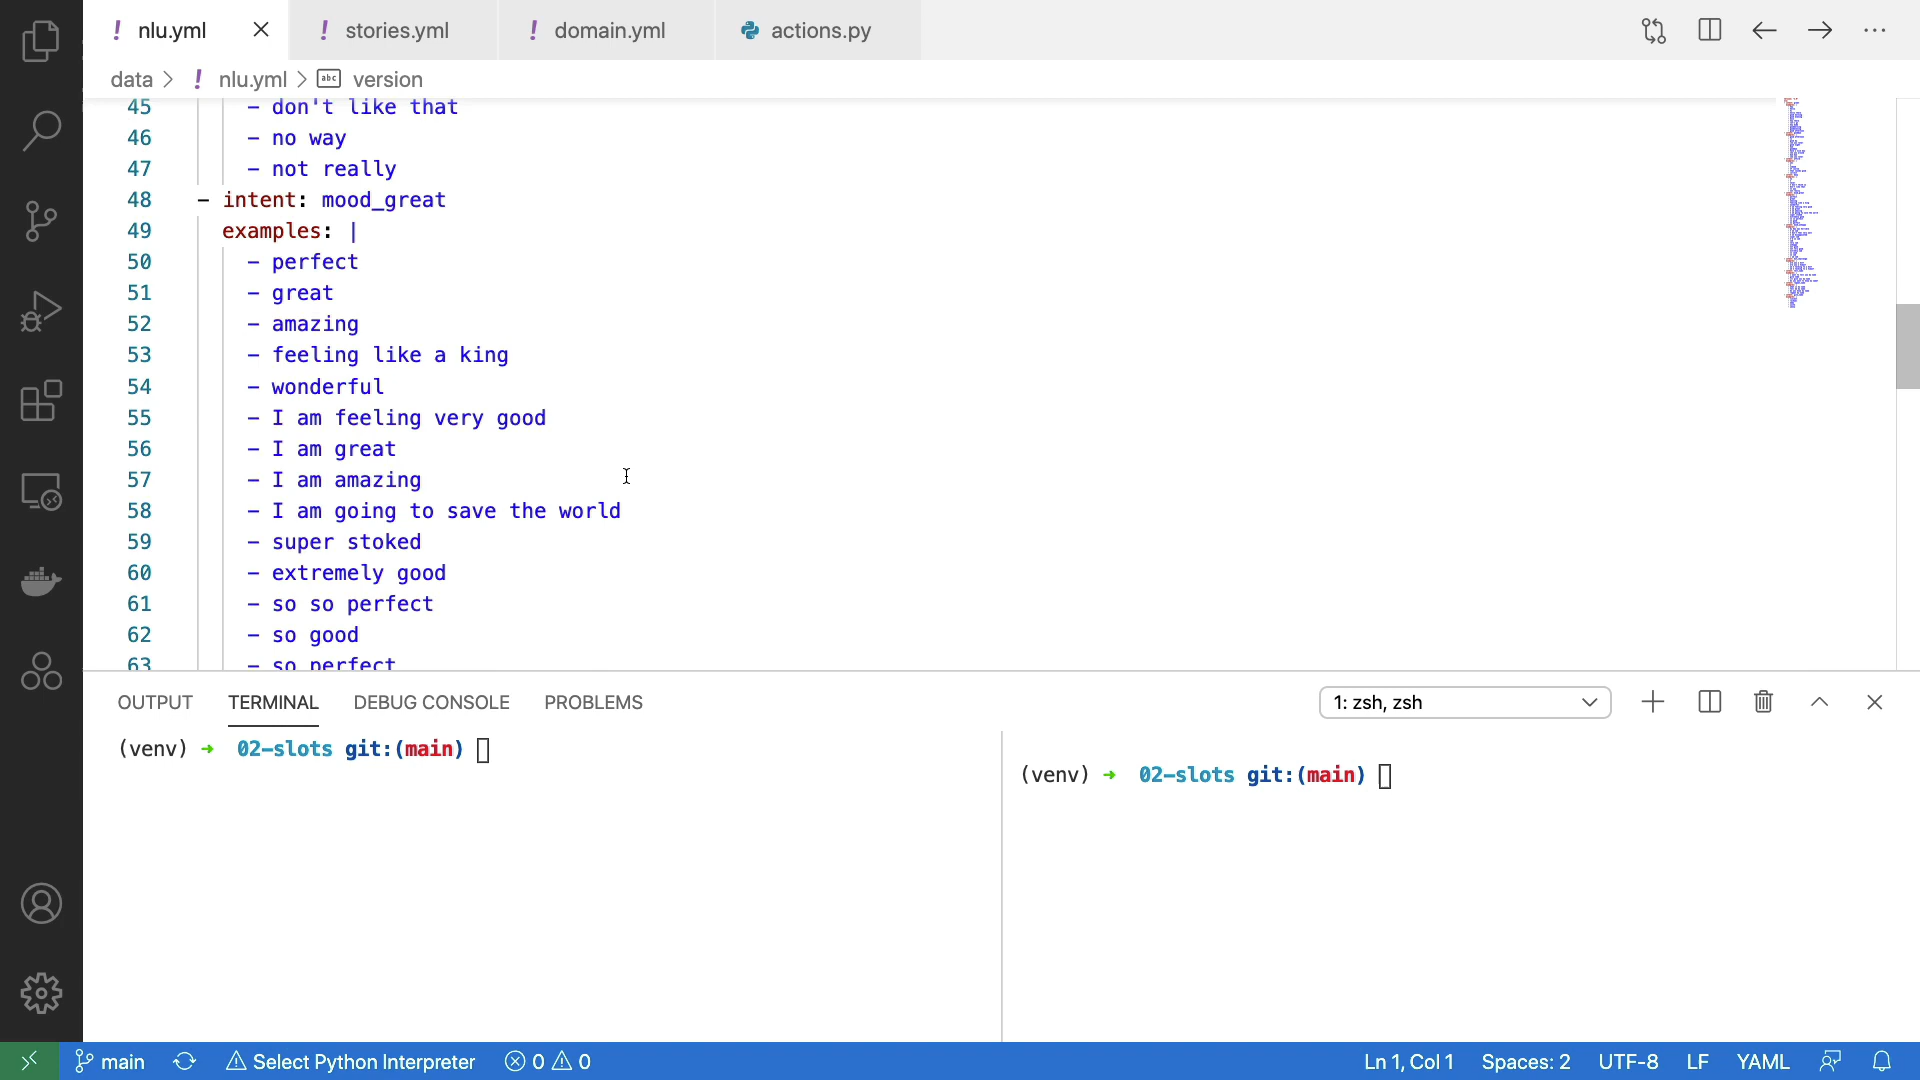 ! nlu.yml
! stories.yml
! domain.yml
actions.py
data > ! nlu.yml > abc version
45 - don't like that
46 - no way
47 - not really
48 - intent: mood_great
49 examples: |
50 - perfect
51 - great
52 - amazing
53 - feeling like a king
54 - wonderful
55 - I am feeling very good
56 - I am great
57 - I am amazing
58 - I am going to save the world
59 - super stoked
60 - extremely good
61 - so so perfect
62 - so good
63 - so perfect
OUTPUT TERMINAL DEBUG CONSOLE PROBLEMS
1: zsh, zsh
(venv) ➜ 02-slots git:(main)
(venv) ➜ 02-slots git:(main)
main Select Python Interpreter 0 0
Ln 1, Col 1 Spaces: 2 UTF-8 LF YAML